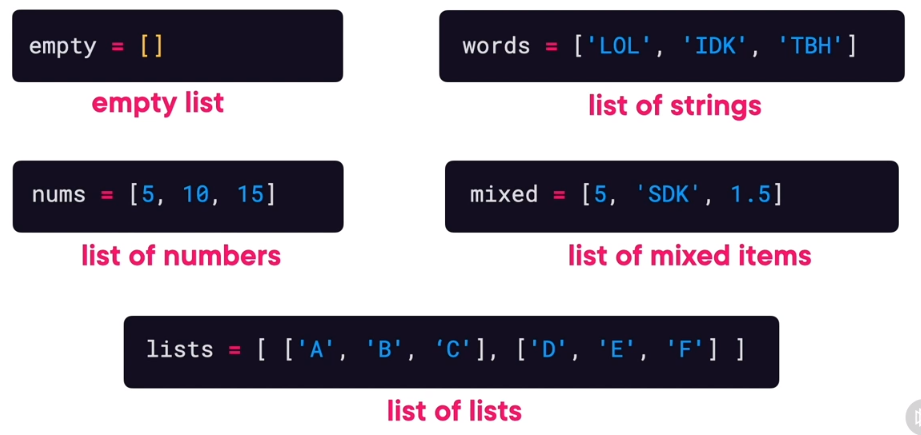 empty = []
empty list
words = ['LOL', 'IDK', 'TBH']
list of strings
nums = [5, 10, 15]
list of numbers
mixed = [5, 'SDK', 1.5]
list of mixed items
lists = [ ['A', 'B', ‘C'], ['D', 'E', 'F'] ]
list of lists